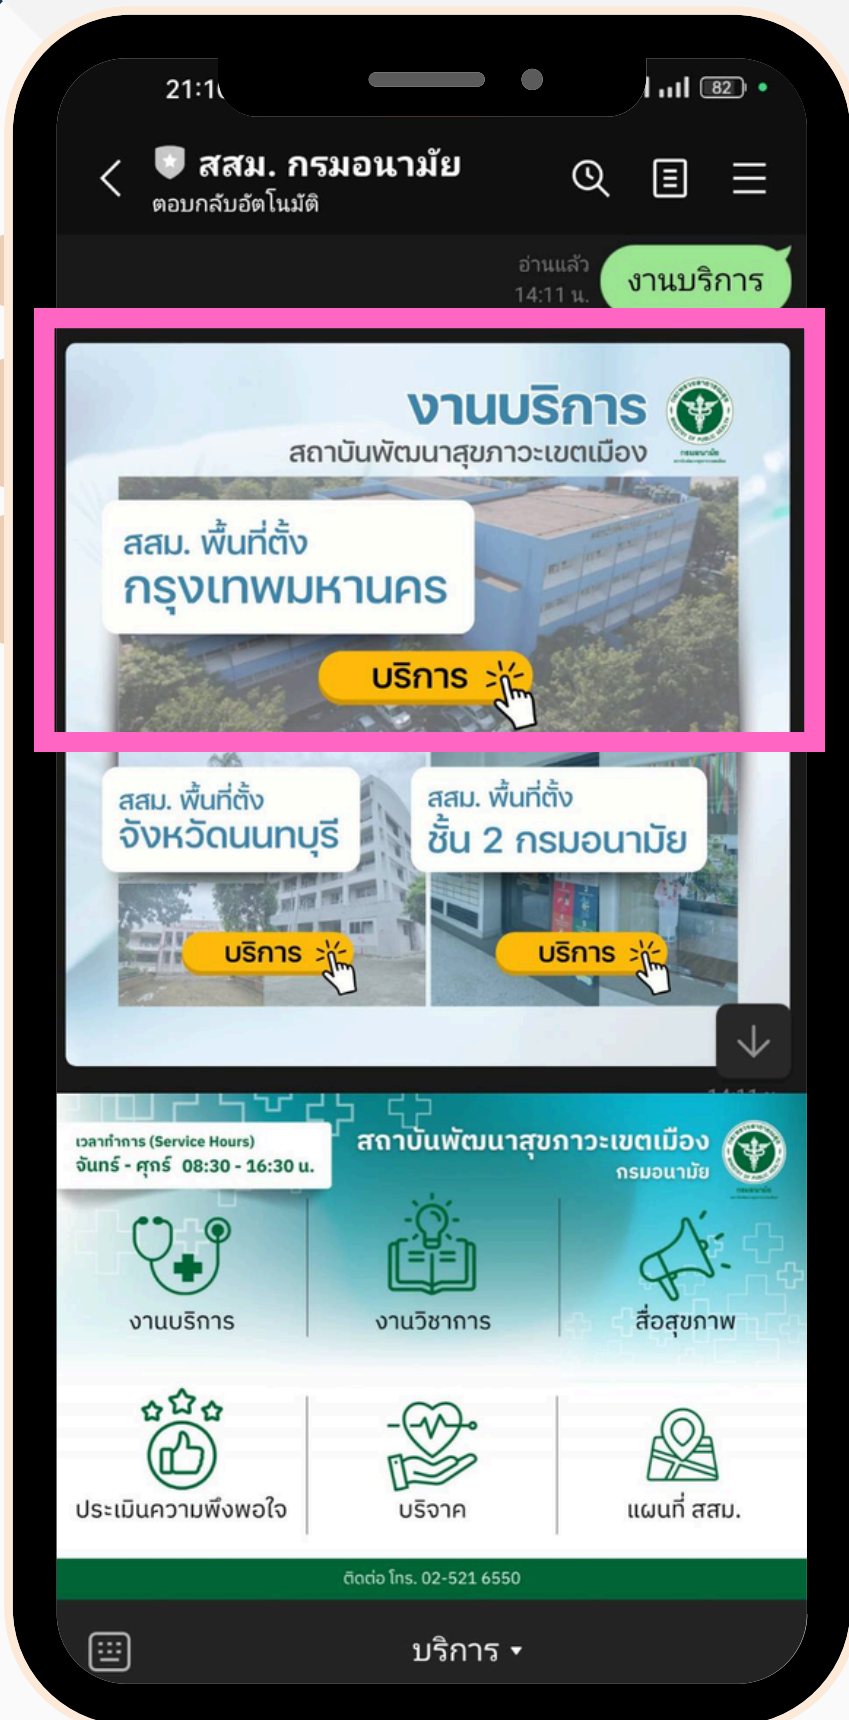 21:1
82
สสม. กรมอนามัย
ตอบกลับอัตโนมัติ
อ่านแล้ว
14:11 น.
งานบริการ
งานบริการ
สถาบันพัฒนาสุขภาวะเขตเมือง
กรมอนามัย
สสม. พื้นที่ตั้ง
กรุงเทพมหานคร
บริการ
สสม. พื้นที่ตั้ง
จังหวัดนนทบุรี
บริการ
สสม. พื้นที่ตั้ง
ชั้น 2 กรมอนามัย
บริการ
เวลาทำการ (Service Hours)
จันทร์ - ศุกร์ 08:30 - 16:30 น.
สถาบันพัฒนาสุขภาวะเขตเมือง
กรมอนามัย
งานบริการ
งานวิชาการ
สื่อสุขภาพ
ประเมินความพึงพอใจ
บริจาค
แผนที่ สสม.
ติดต่อ โทร. 02-521 6550
บริการ